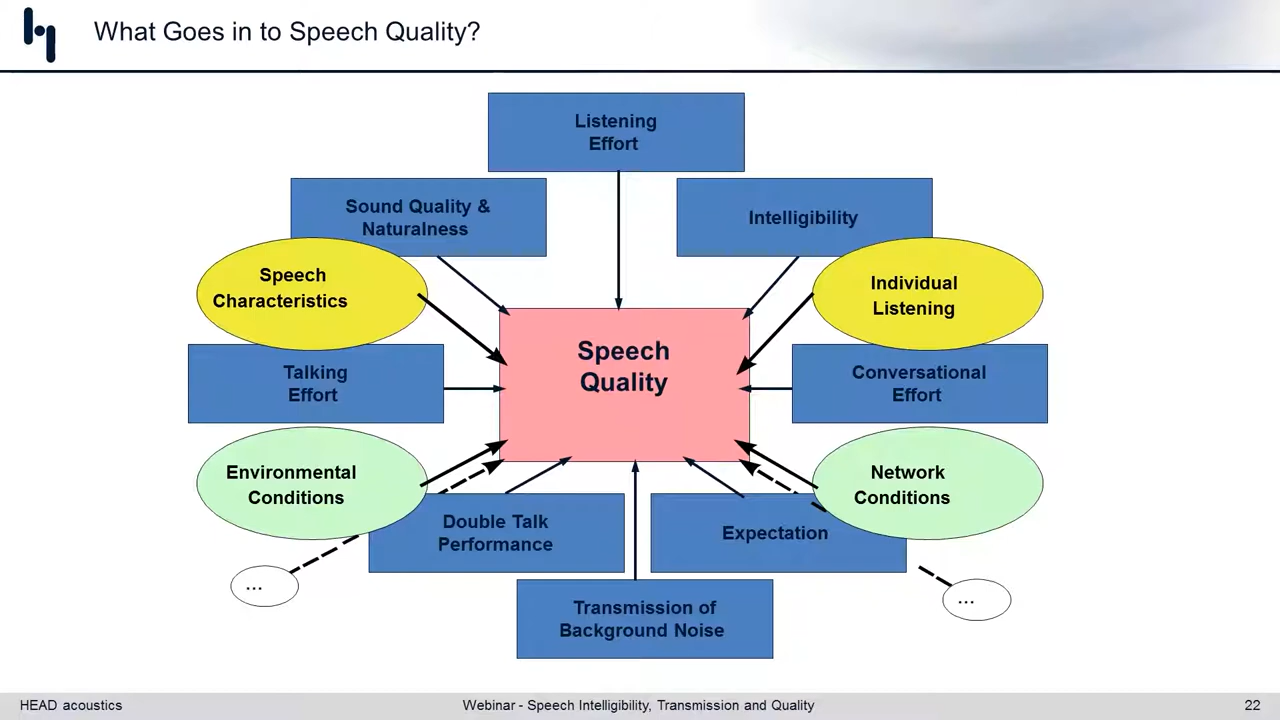 What Goes in to Speech Quality?
Listening
Effort
Sound Quality &
Naturalness
Intelligibility
Speech
Characteristics
Individual
Listening
Speech
Quality
Talking
Effort
Conversational
Effort
Environmental
Conditions
Network
Conditions
Double Talk
Performance
Expectation
...
...
Transmission of
Background Noise
HEAD acoustics
Webinar - Speech Intelligibility, Transmission and Quality
22